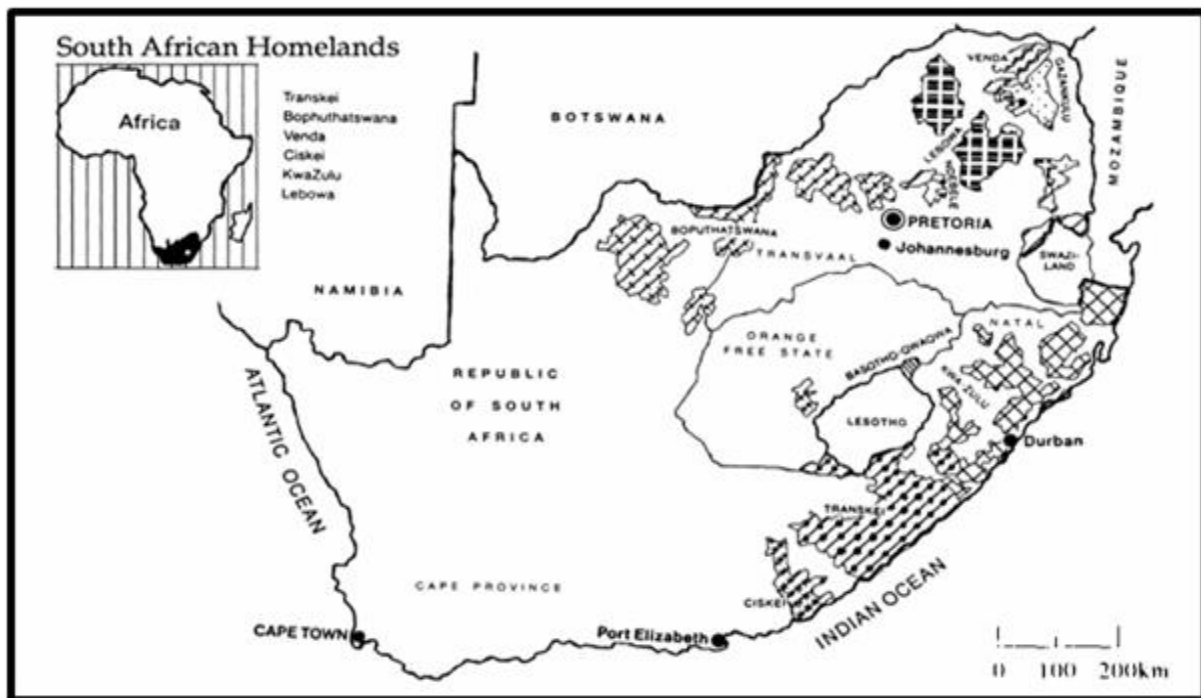 South African Homelands
Africa
Transkei
Bophuthatswana
Venda
Ciskei
KwaZulu
Lebowa
BOTSWANA
NAMIBIA
MOZAMBIQUE
VENDA
GAZANKULU
LEBOWA
NDEBELE
PRETORIA
Johannesburg
BOPUTHATSWANA
TRANSVAAL
SWAZI-
LAND
NATAL
ORANGE
FREE STATE
BASOTHO-QWAQWA
KWA ZULU
LESOTHO
Durban
REPUBLIC
OF SOUTH
AFRICA
ATLANTIC OCEAN
TRANSKEI
CAPE PROVINCE
CISKEI
INDIAN OCEAN
CAPE TOWN
Port Elizabeth
0 100 200km